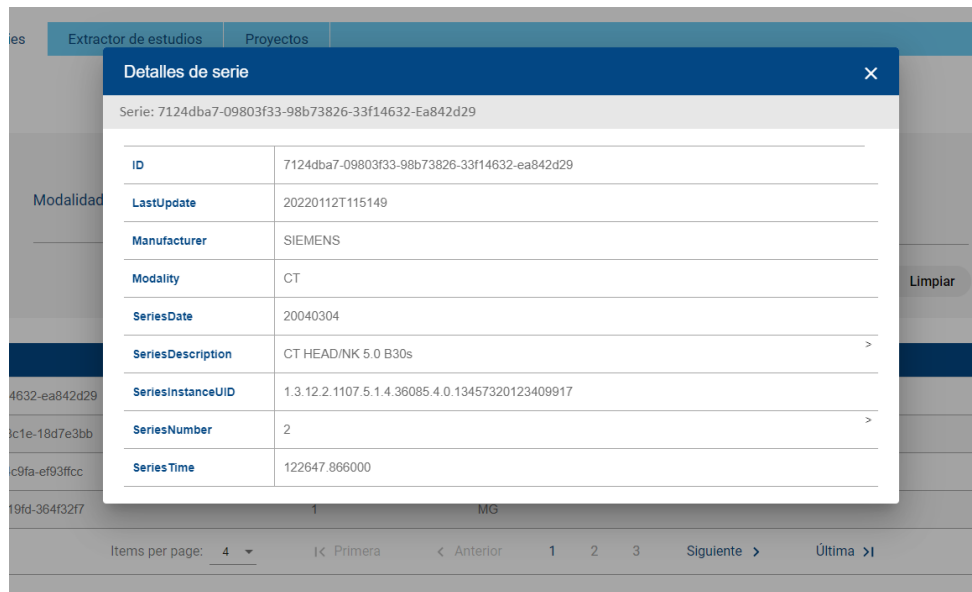 ies Extractor de estudios Proyectos
Detalles de serie
Serie: 7124dba7-09803f33-98b73826-33f14632-Ea842d29
ID 7124dba7-09803f33-98b73826-33f14632-ea842d29
Modalidad
LastUpdate 20220112T115149
Manufacturer SIEMENS
Modality CT
Limpiar
SeriesDate 20040304
SeriesDescription CT HEAD/NK 5.0 B30s >
4632-ea842d29
SeriesInstanceUID 1.3.12.2.1107.5.1.4.36085.4.0.13457320123409917
8c1e-18d7e3bb
SeriesNumber 2 >
c9fa-ef93ffcc
SeriesTime 122647.866000
19fd-364f32f7 1 MG
Items per page: 4 Primera Anterior 1 2 3 Siguiente Última